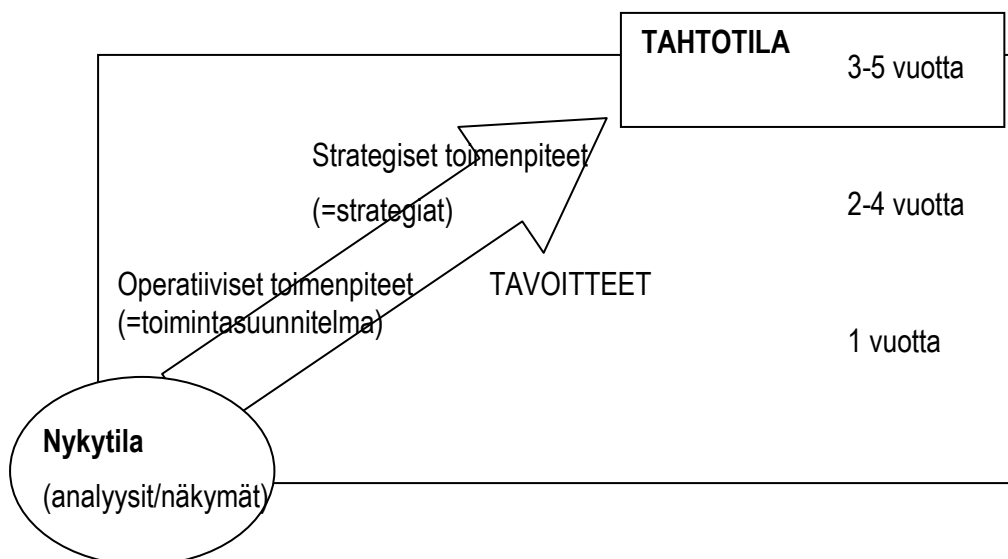 TAHTOTILA
3-5 vuotta
Strategiset toimenpiteet
(=strategiat)
2-4 vuotta
Operatiiviset toimenpiteet
(=toimintasuunnitelma)
TAVOITTEET
1 vuotta
Nykytila
(analyysit/näkymät)